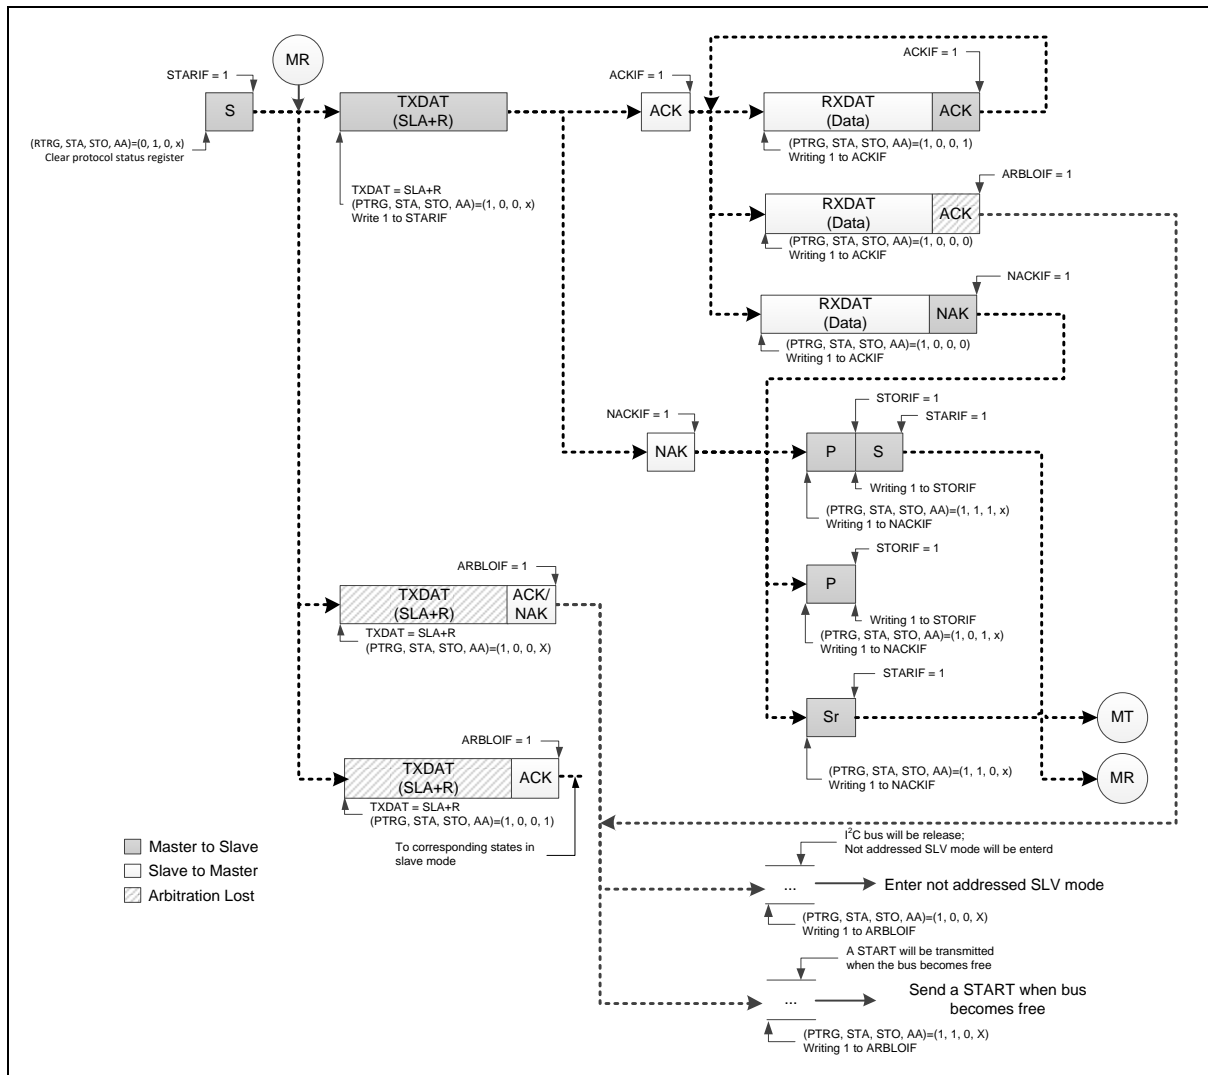 MR
STARIF = 1
S
(RTRG, STA, STO, AA)=(0, 1, 0, x)
Clear protocol status register
TXDAT
(SLA+R)
TXDAT = SLA+R
(PTRG, STA, STO, AA)=(1, 0, 0, x)
Write 1 to STARIF
ACKIF = 1
ACK
ACKIF = 1
RXDAT
(Data)
ACK
(PTRG, STA, STO, AA)=(1, 0, 0, 1)
Writing 1 to ACKIF
ARBLOIF = 1
RXDAT
(Data)
ACK
(PTRG, STA, STO, AA)=(1, 0, 0, 0)
Writing 1 to ACKIF
NACKIF = 1
RXDAT
(Data)
NAK
(PTRG, STA, STO, AA)=(1, 0, 0, 0)
Writing 1 to ACKIF
NACKIF = 1
NAK
STORIF = 1
STARIF = 1
P
S
Writing 1 to STORIF
(PTRG, STA, STO, AA)=(1, 1, 1, x)
Writing 1 to NACKIF
STORIF = 1
P
Writing 1 to STORIF
(PTRG, STA, STO, AA)=(1, 0, 1, x)
Writing 1 to NACKIF
STARIF = 1
Sr
(PTRG, STA, STO, AA)=(1, 1, 0, x)
Writing 1 to NACKIF
MT
MR
ARBLOIF = 1
TXDAT
(SLA+R)
ACK/
NAK
TXDAT = SLA+R
(PTRG, STA, STO, AA)=(1, 0, 0, X)
ARBLOIF = 1
TXDAT
(SLA+R)
ACK
TXDAT = SLA+R
(PTRG, STA, STO, AA)=(1, 0, 0, 1)
To corresponding states in
slave mode
Master to Slave
Slave to Master
Arbitration Lost
I²C bus will be release;
Not addressed SLV mode will be enterd
...
Enter not addressed SLV mode
(PTRG, STA, STO, AA)=(1, 0, 0, X)
Writing 1 to ARBLOIF
A START will be transmitted
when the bus becomes free
...
Send a START when bus
becomes free
(PTRG, STA, STO, AA)=(1, 1, 0, X)
Writing 1 to ARBLOIF